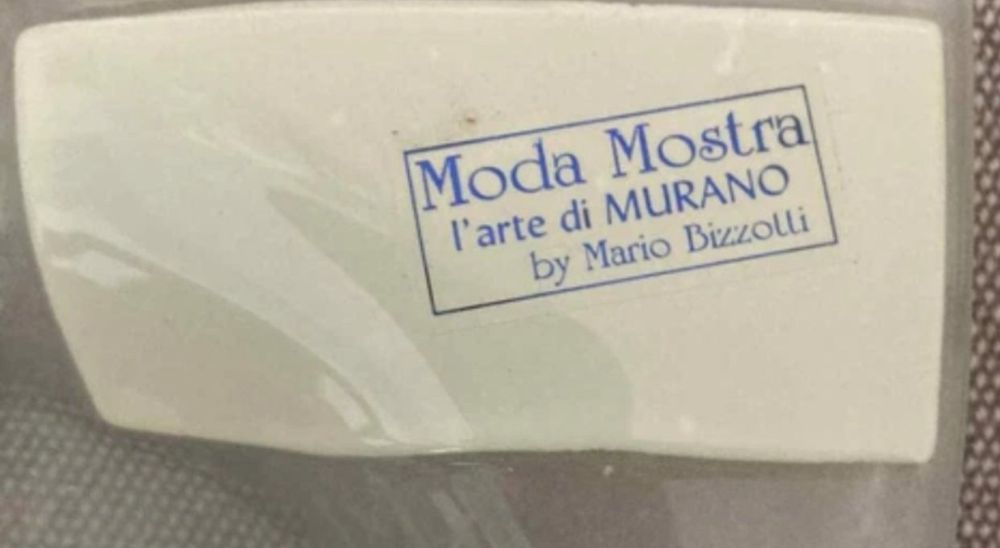 Moda Mostra
l'arte di MURANO
by Mario Bizzolli